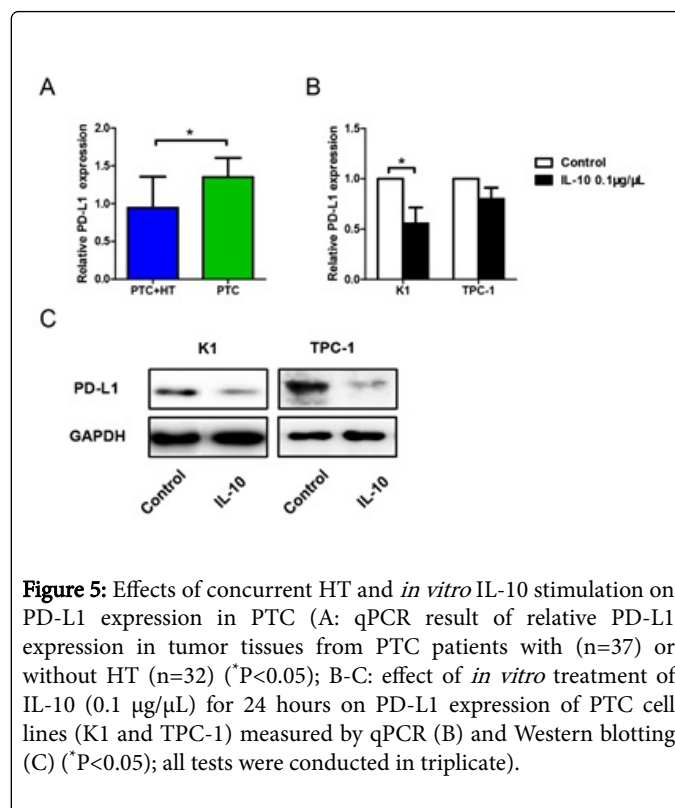 A
B
Relative PD-L1 expression
2.0
1.5
1.0
0.5
0.0
*
PTC+HT PTC
Relative PD-L1 expression
1.5
1.0
0.5
0.0
*
K1 TPC-1
Control
IL-10 0.1µg/µL
C
K1 TPC-1
PD-L1
GAPDH
Control IL-10 Control IL-10
Figure 5: Effects of concurrent HT and in vitro IL-10 stimulation on
PD-L1 expression in PTC (A: qPCR result of relative PD-L1
expression in tumor tissues from PTC patients with (n=37) or
without HT (n=32) (*P<0.05); B-C: effect of in vitro treatment of
IL-10 (0.1 μg/μL) for 24 hours on PD-L1 expression of PTC cell
lines (K1 and TPC-1) measured by qPCR (B) and Western blotting
(C) (*P<0.05); all tests were conducted in triplicate).